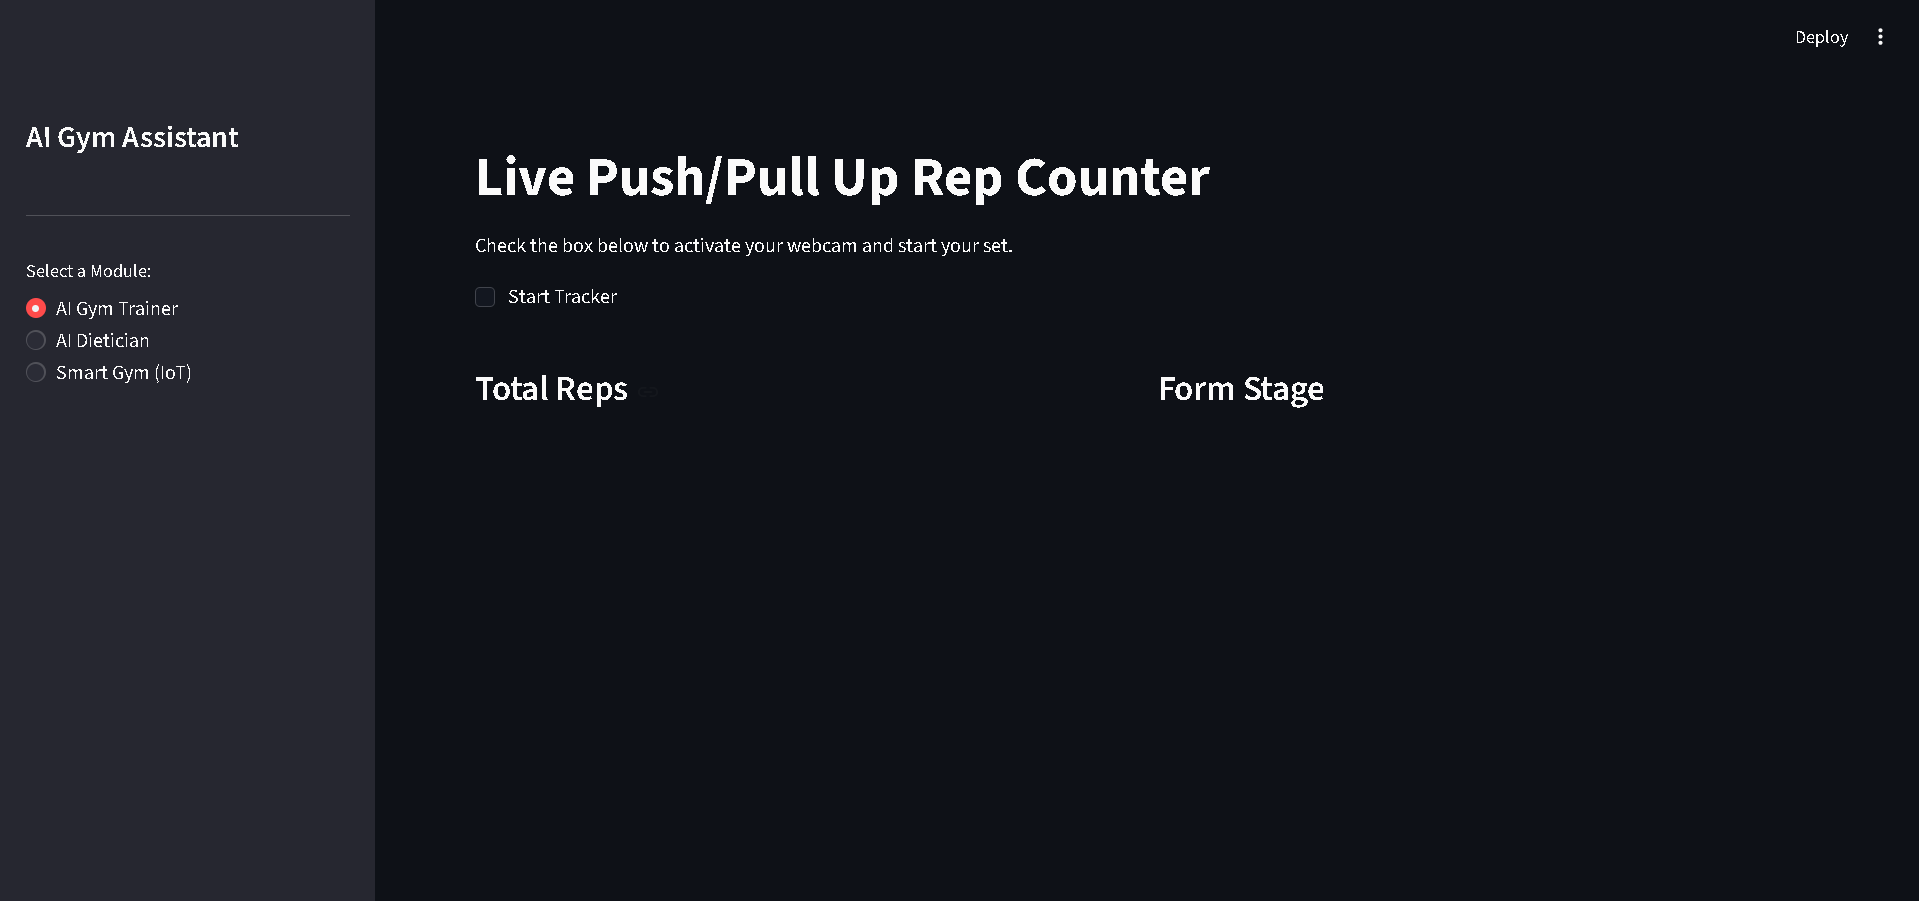 Deploy
AI Gym Assistant
Select a Module:
AI Gym Trainer
AI Dietician
Smart Gym (IoT)
Live Push/Pull Up Rep Counter
Check the box below to activate your webcam and start your set.
Start Tracker
Total Reps
Form Stage